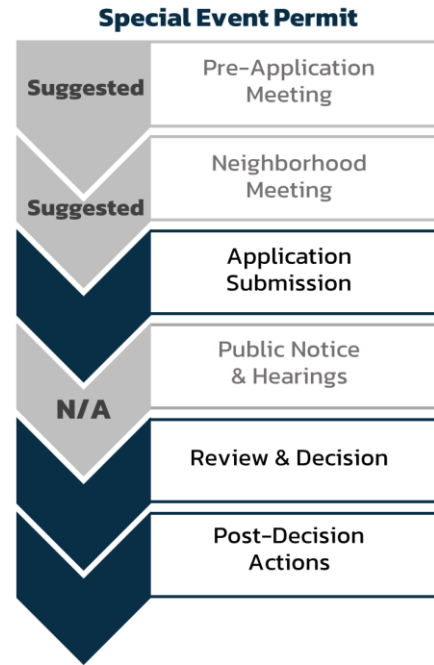 Special Event Permit
Suggested
Pre-Application
Meeting
Suggested
Neighborhood
Meeting
Application
Submission
N/A
Public Notice
& Hearings
Review & Decision
Post-Decision
Actions